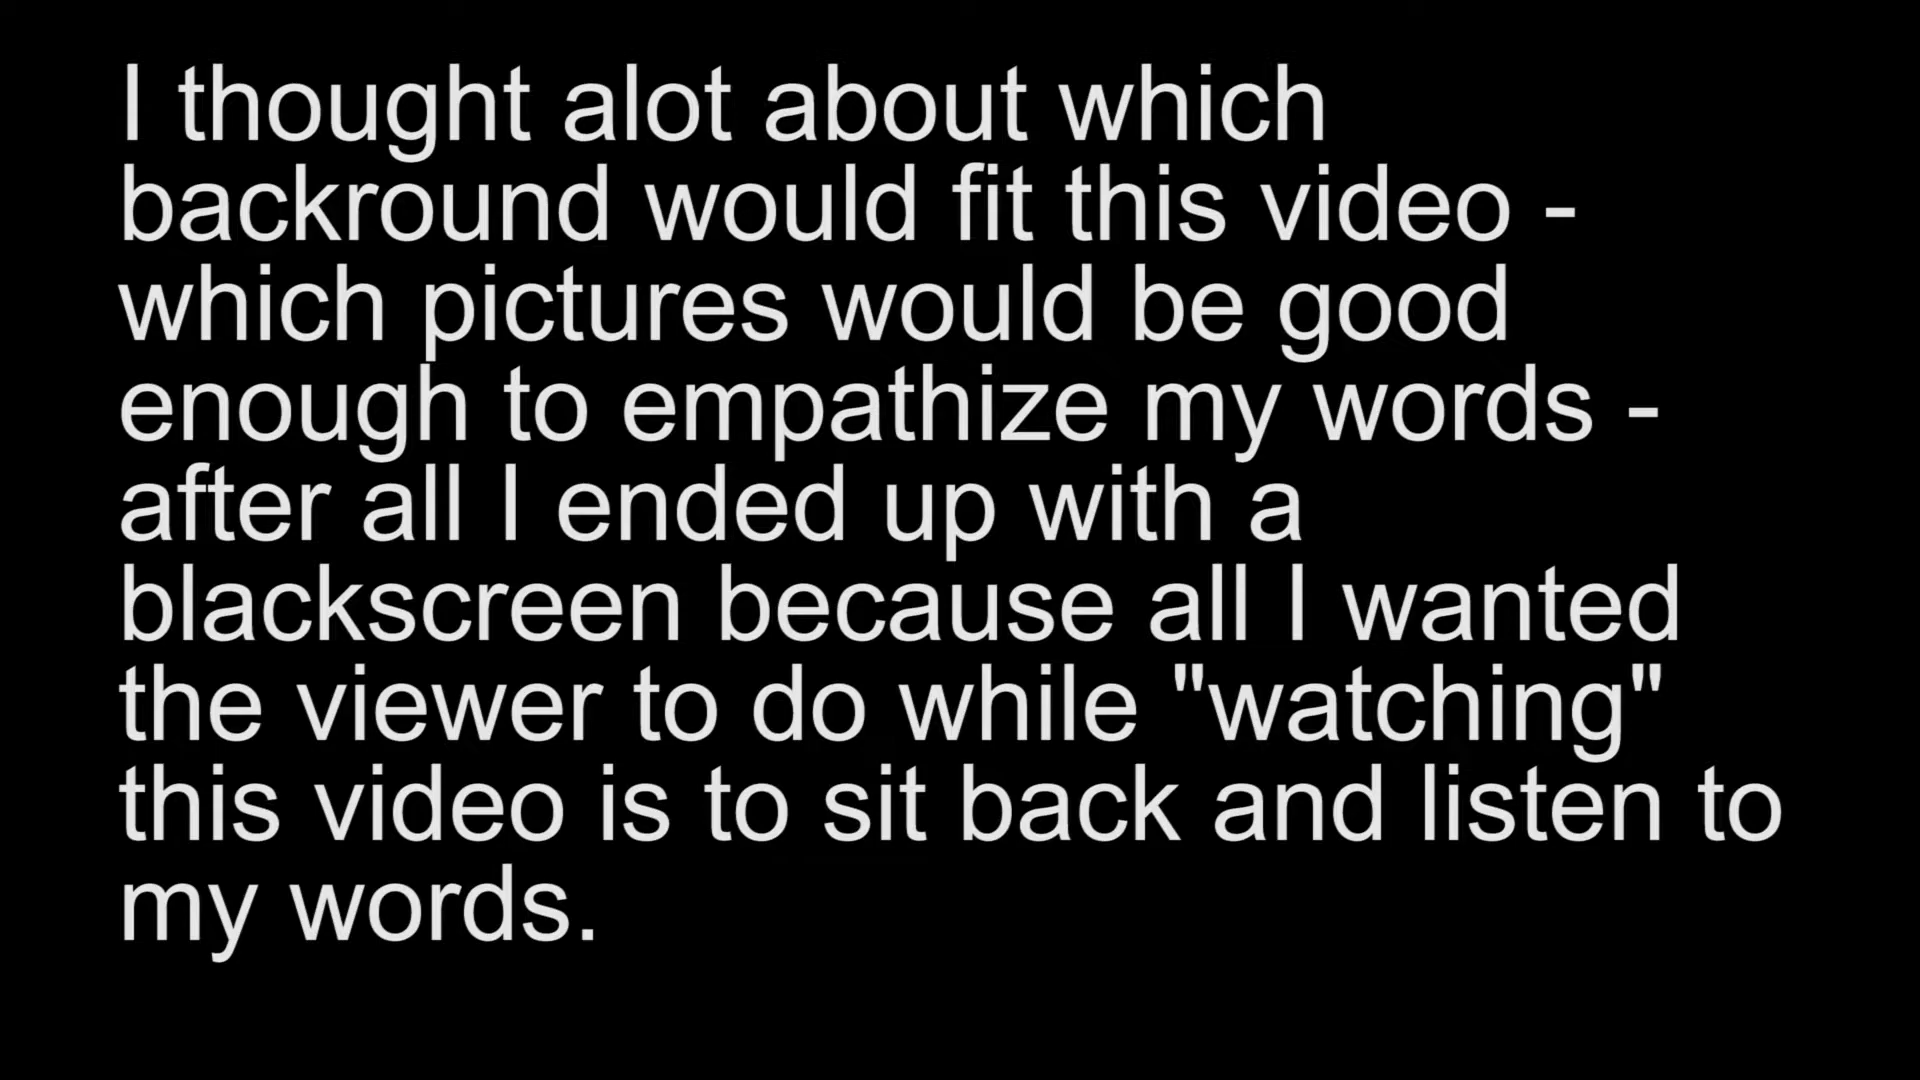 I thought alot about which
backround would fit this video -
which pictures would be good
enough to empathize my words -
after all I ended up with a
blackscreen because all I wanted
the viewer to do while "watching"
this video is to sit back and listen to
my words.